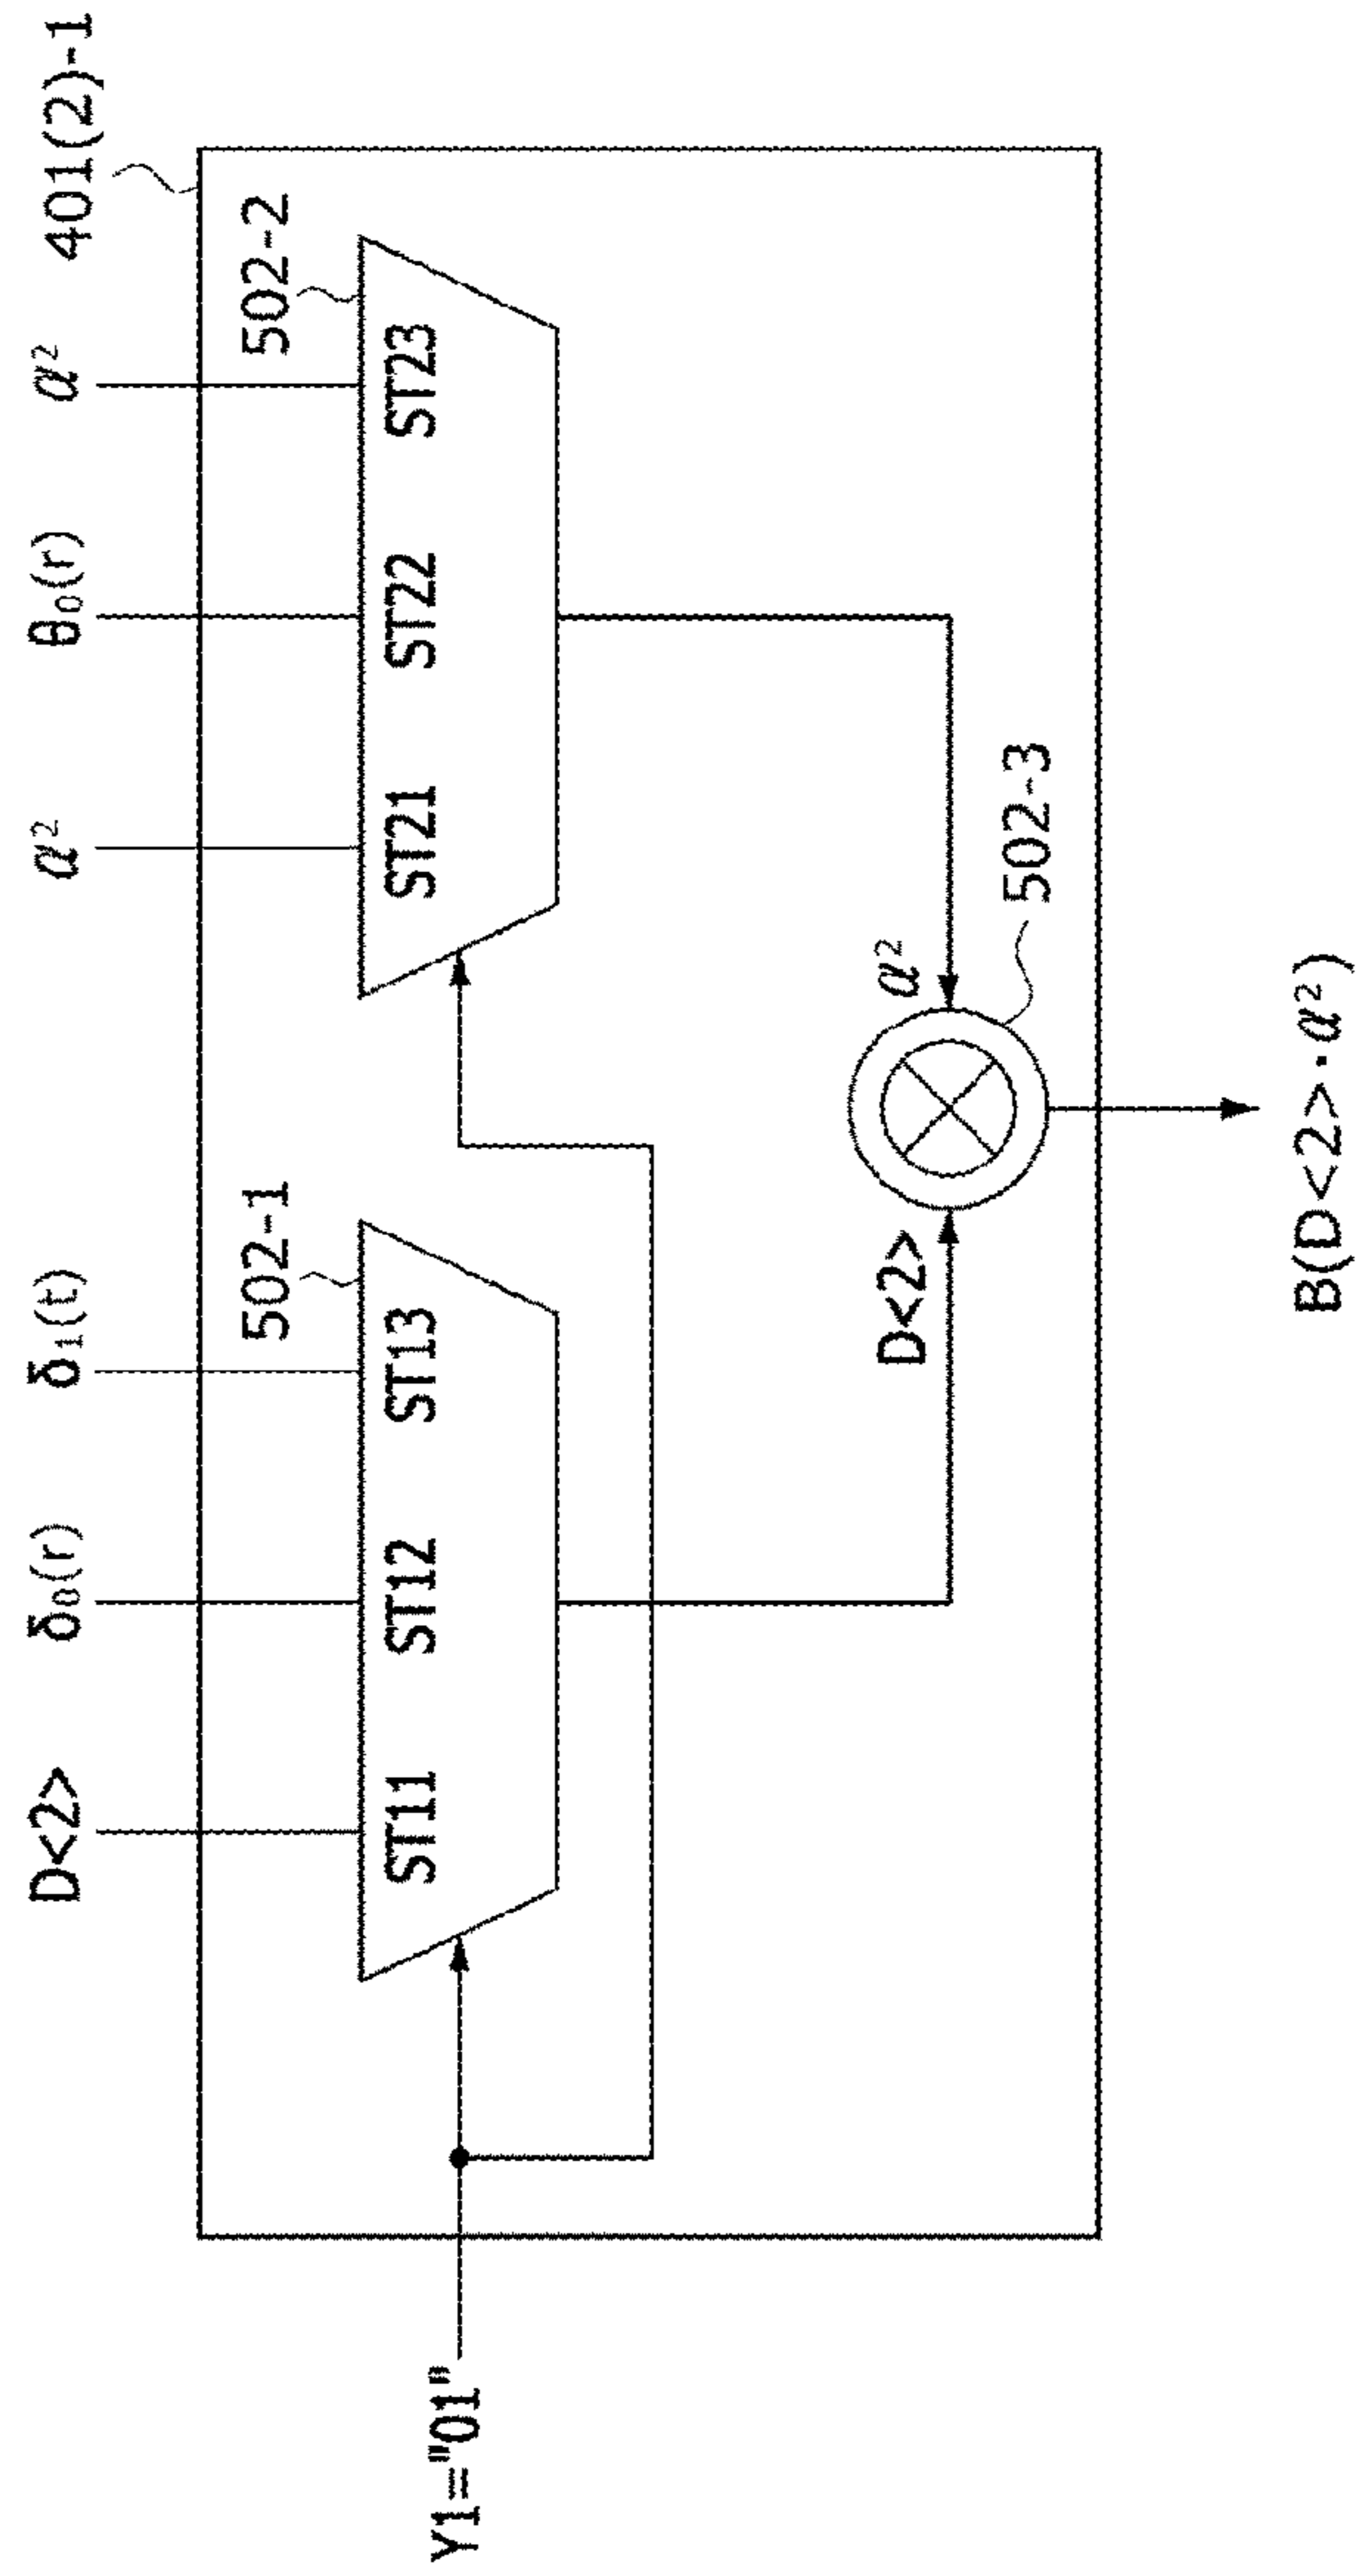 401(2)-1
D<2>
δ₀(r)
δ₁(t)
α²
θ₀(r)
α²
502-1
502-2
ST11
ST12
ST13
ST21
ST22
ST23
Y1="01"
D<2>
α²
502-3
B(D<2>·α²)